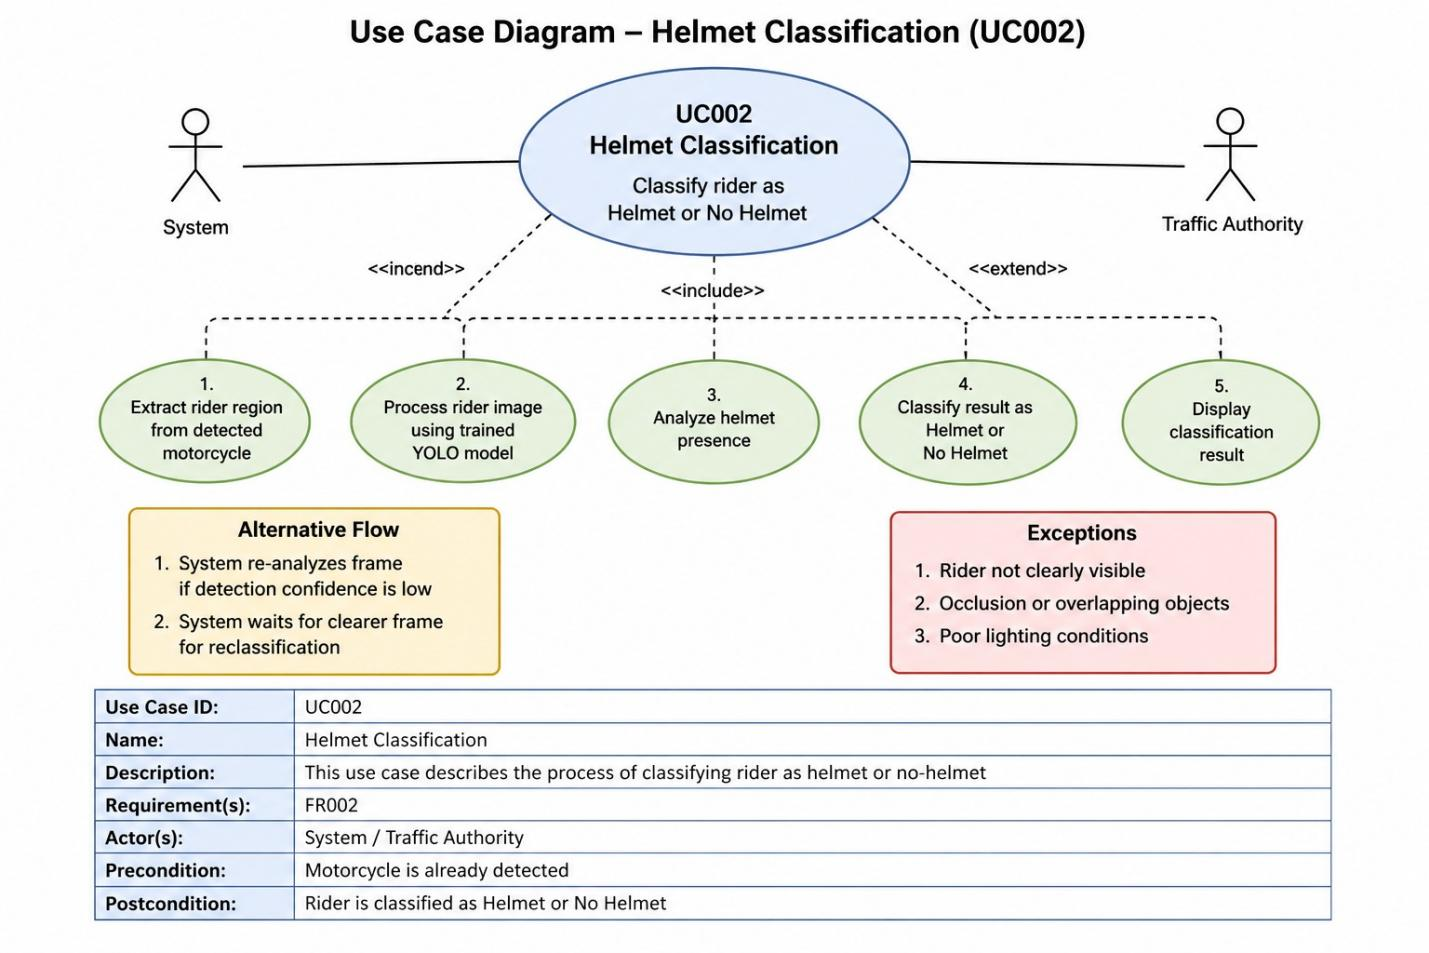 Use Case Diagram – Helmet Classification (UC002)
UC002
Helmet Classification
Classify rider as
Helmet or No Helmet
System
Traffic Authority
<<incend>>
<<include>>
<<extend>>
1.
Extract rider region
from detected
motorcycle
2.
Process rider image
using trained
YOLO model
3.
Analyze helmet
presence
4.
Classify result as
Helmet or
No Helmet
5.
Display
classification
result
Alternative Flow
1. System re-analyzes frame
if detection confidence is low
2. System waits for clearer frame
for reclassification
Exceptions
1. Rider not clearly visible
2. Occlusion or overlapping objects
3. Poor lighting conditions
Use Case ID: UC002
Name: Helmet Classification
Description: This use case describes the process of classifying rider as helmet or no-helmet
Requirement(s): FR002
Actor(s): System / Traffic Authority
Precondition: Motorcycle is already detected
Postcondition: Rider is classified as Helmet or No Helmet